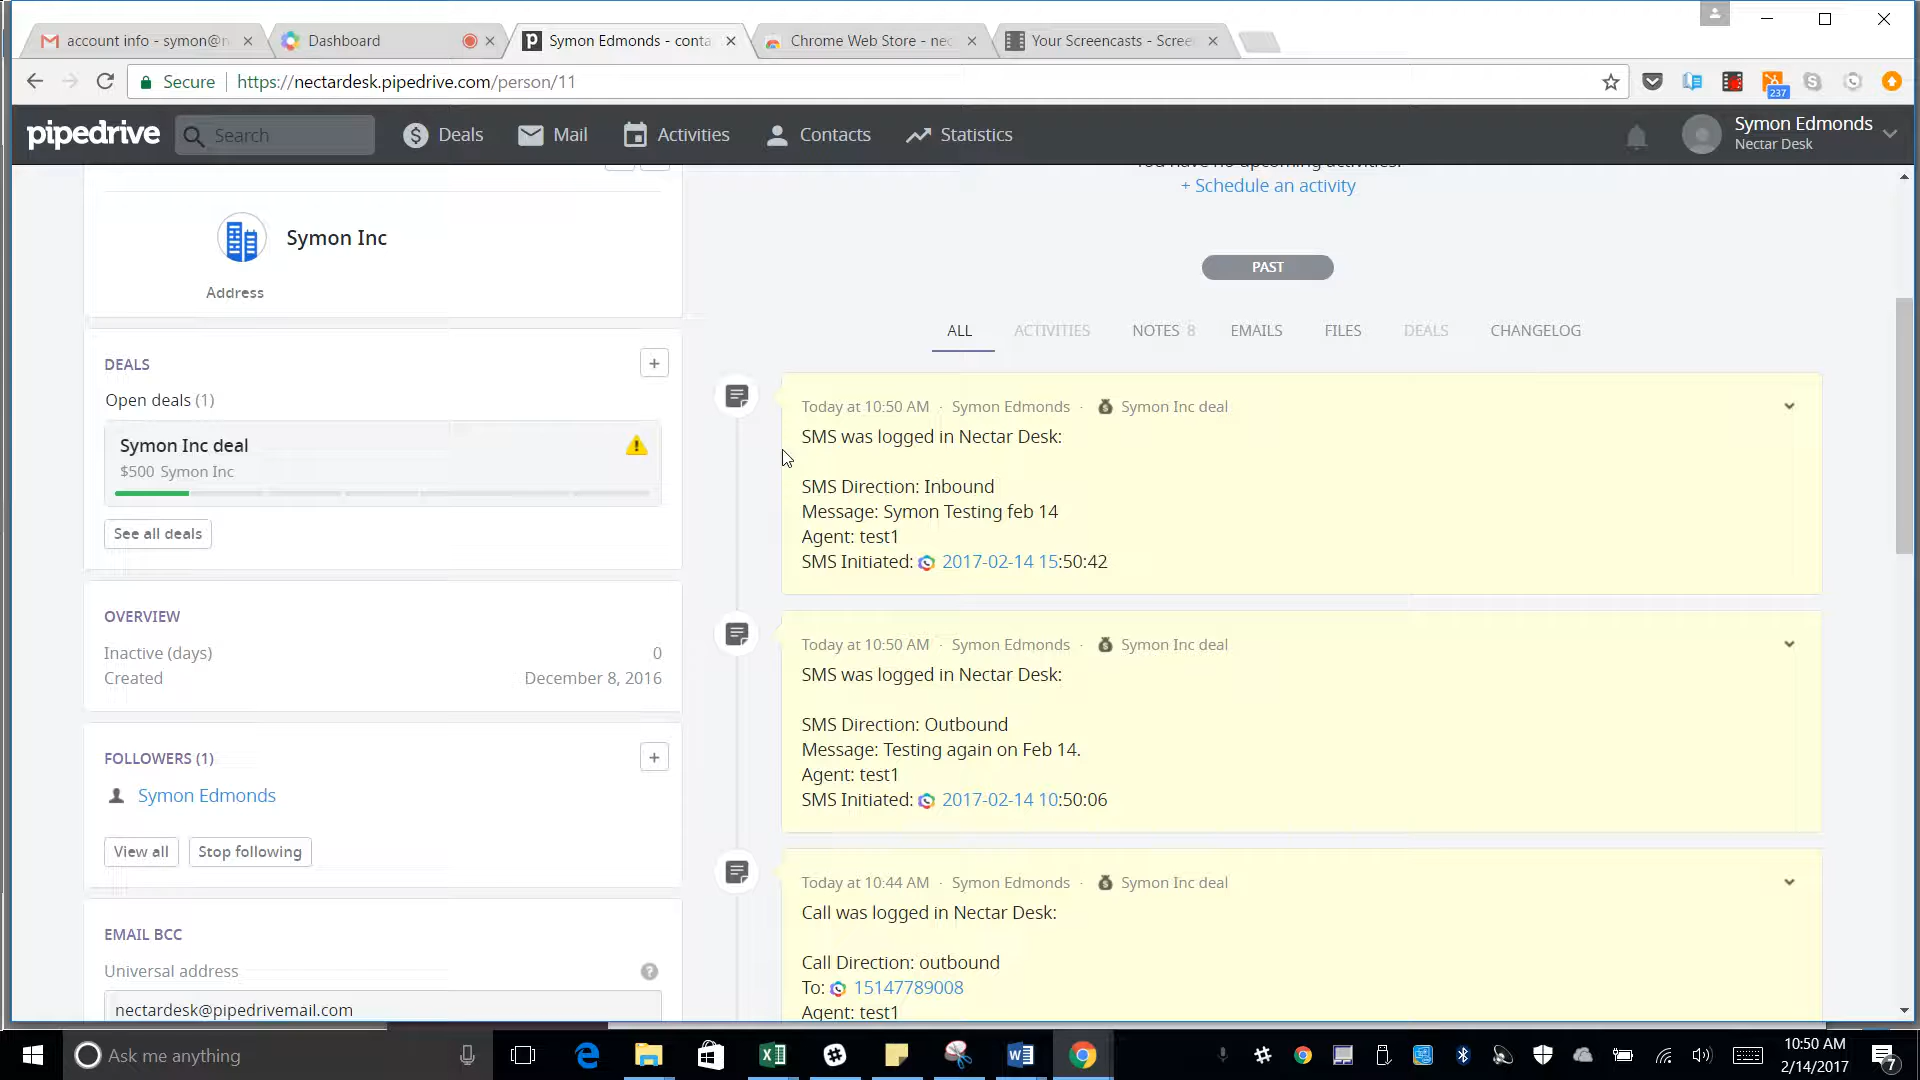 account info - symon@n
Dashboard
Symon Edmonds - conta
Chrome Web Store - nec
Your Screencasts - Scree
Secure
https://nectardesk.pipedrive.com/person/11
237
pipedrive
Search
Deals
Mail
Activities
Contacts
Statistics
Symon Edmonds
Nectar Desk
You have no upcoming activities.
+ Schedule an activity
Symon Inc
Address
PAST
ALL
ACTIVITIES
NOTES 8
EMAILS
FILES
DEALS
CHANGELOG
DEALS
+
Open deals (1)
Symon Inc deal
$500 Symon Inc
See all deals
OVERVIEW
Inactive (days) 0
Created December 8, 2016
FOLLOWERS (1)
+
Symon Edmonds
View all
Stop following
EMAIL BCC
Universal address
?
nectardesk@pipedrivemail.com
Today at 10:50 AM · Symon Edmonds · Symon Inc deal
SMS was logged in Nectar Desk:
SMS Direction: Inbound
Message: Symon Testing feb 14
Agent: test1
SMS Initiated: 2017-02-14 15:50:42
Today at 10:50 AM · Symon Edmonds · Symon Inc deal
SMS was logged in Nectar Desk:
SMS Direction: Outbound
Message: Testing again on Feb 14.
Agent: test1
SMS Initiated: 2017-02-14 10:50:06
Today at 10:44 AM · Symon Edmonds · Symon Inc deal
Call was logged in Nectar Desk:
Call Direction: outbound
To: 15147789008
Agent: test1
Ask me anything
10:50 AM
2/14/2017
7